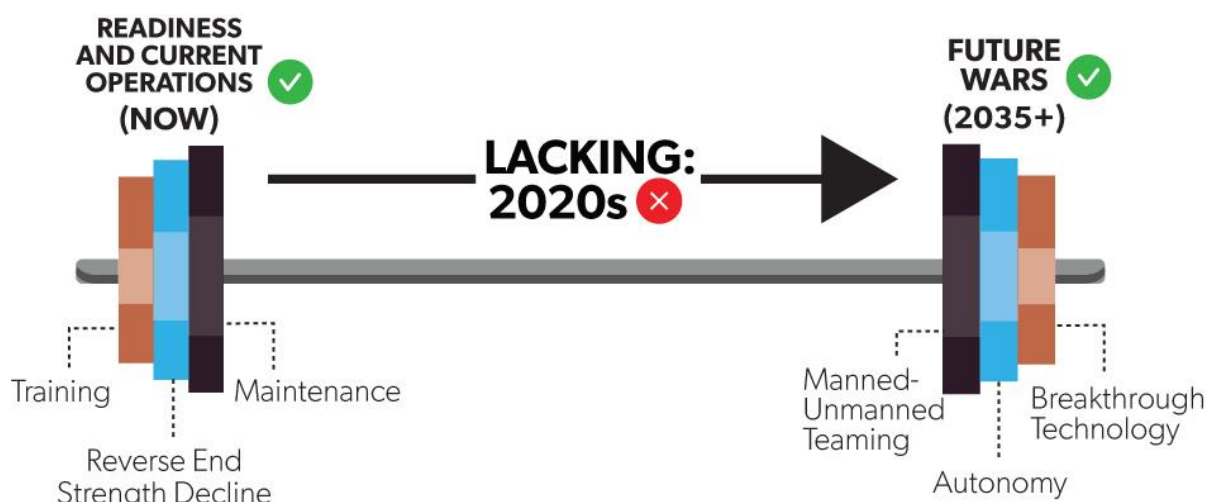 READINESS
AND CURRENT
OPERATIONS
(NOW)
LACKING:
2020s
FUTURE
WARS
(2035+)
Training
Reverse End
Strength Decline
Maintenance
Manned-
Unmanned
Teaming
Autonomy
Breakthrough
Technology